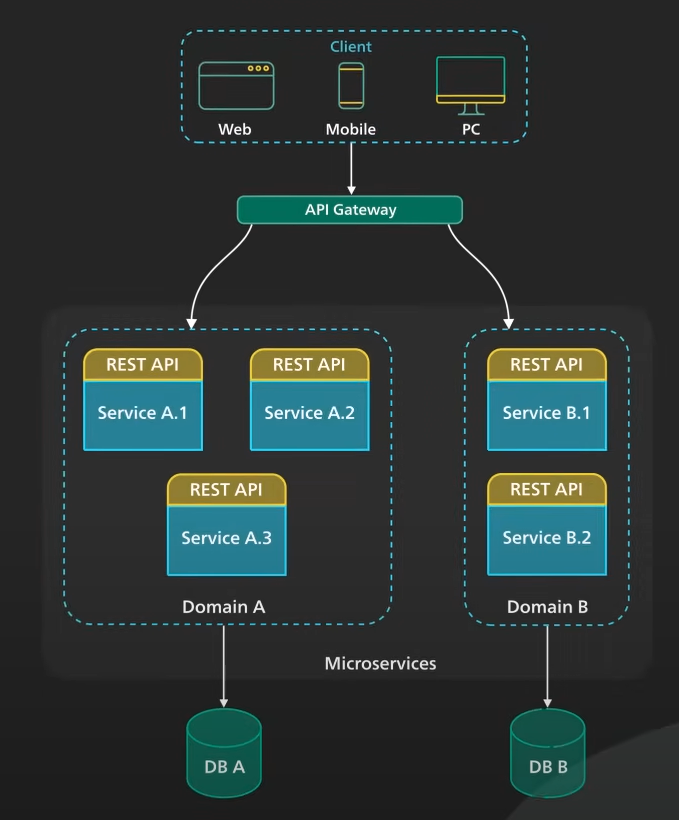 Client
Web
Mobile
PC
API Gateway
REST API
Service A.1
REST API
Service A.2
REST API
Service A.3
Domain A
REST API
Service B.1
REST API
Service B.2
Domain B
Microservices
DB A
DB B